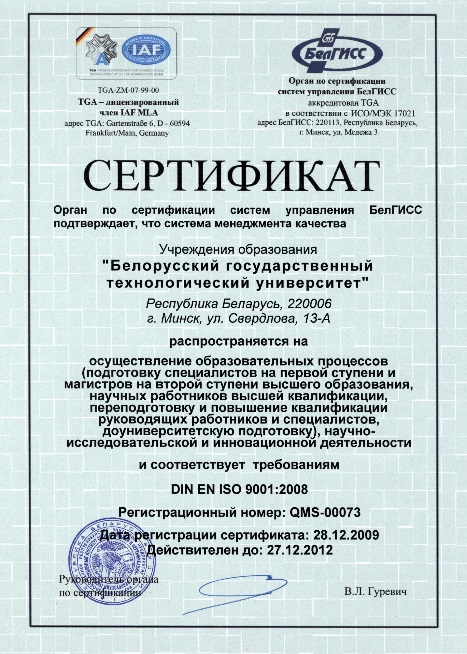 IAF
TGA-ZM-07-99-00
TGA – лицензированный
член IAF MLA
адрес TGA: Gartenstraße 6, D - 60594
Frankfurt/Main, Germany
БелГИСС
Орган по сертификации
систем управления БелГИСС
аккредитован TGA
в соответствии с ИСО/МЭК 17021
адрес БелГИСС: 220113, Республика Беларусь,
г. Минск, ул. Мележа 3
СЕРТИФИКАТ
Орган по сертификации систем управления БелГИСС
подтверждает, что система менеджмента качества
Учреждения образования
"Белорусский государственный
технологический университет"
Республика Беларусь, 220006
г. Минск, ул. Свердлова, 13-А
распространяется на
осуществление образовательных процессов
(подготовку специалистов на первой ступени и
магистров на второй ступени высшего образования,
научных работников высшей квалификации,
переподготовку и повышение квалификации
руководящих работников и специалистов,
доуниверситетскую подготовку), научно-
исследовательской и инновационной деятельности
и соответствует требованиям
DIN EN ISO 9001:2008
Регистрационный номер: QMS-00073
Дата регистрации сертификата: 28.12.2009
Действителен до: 27.12.2012
Руководитель органа
по сертификации
В.Л. Гуревич